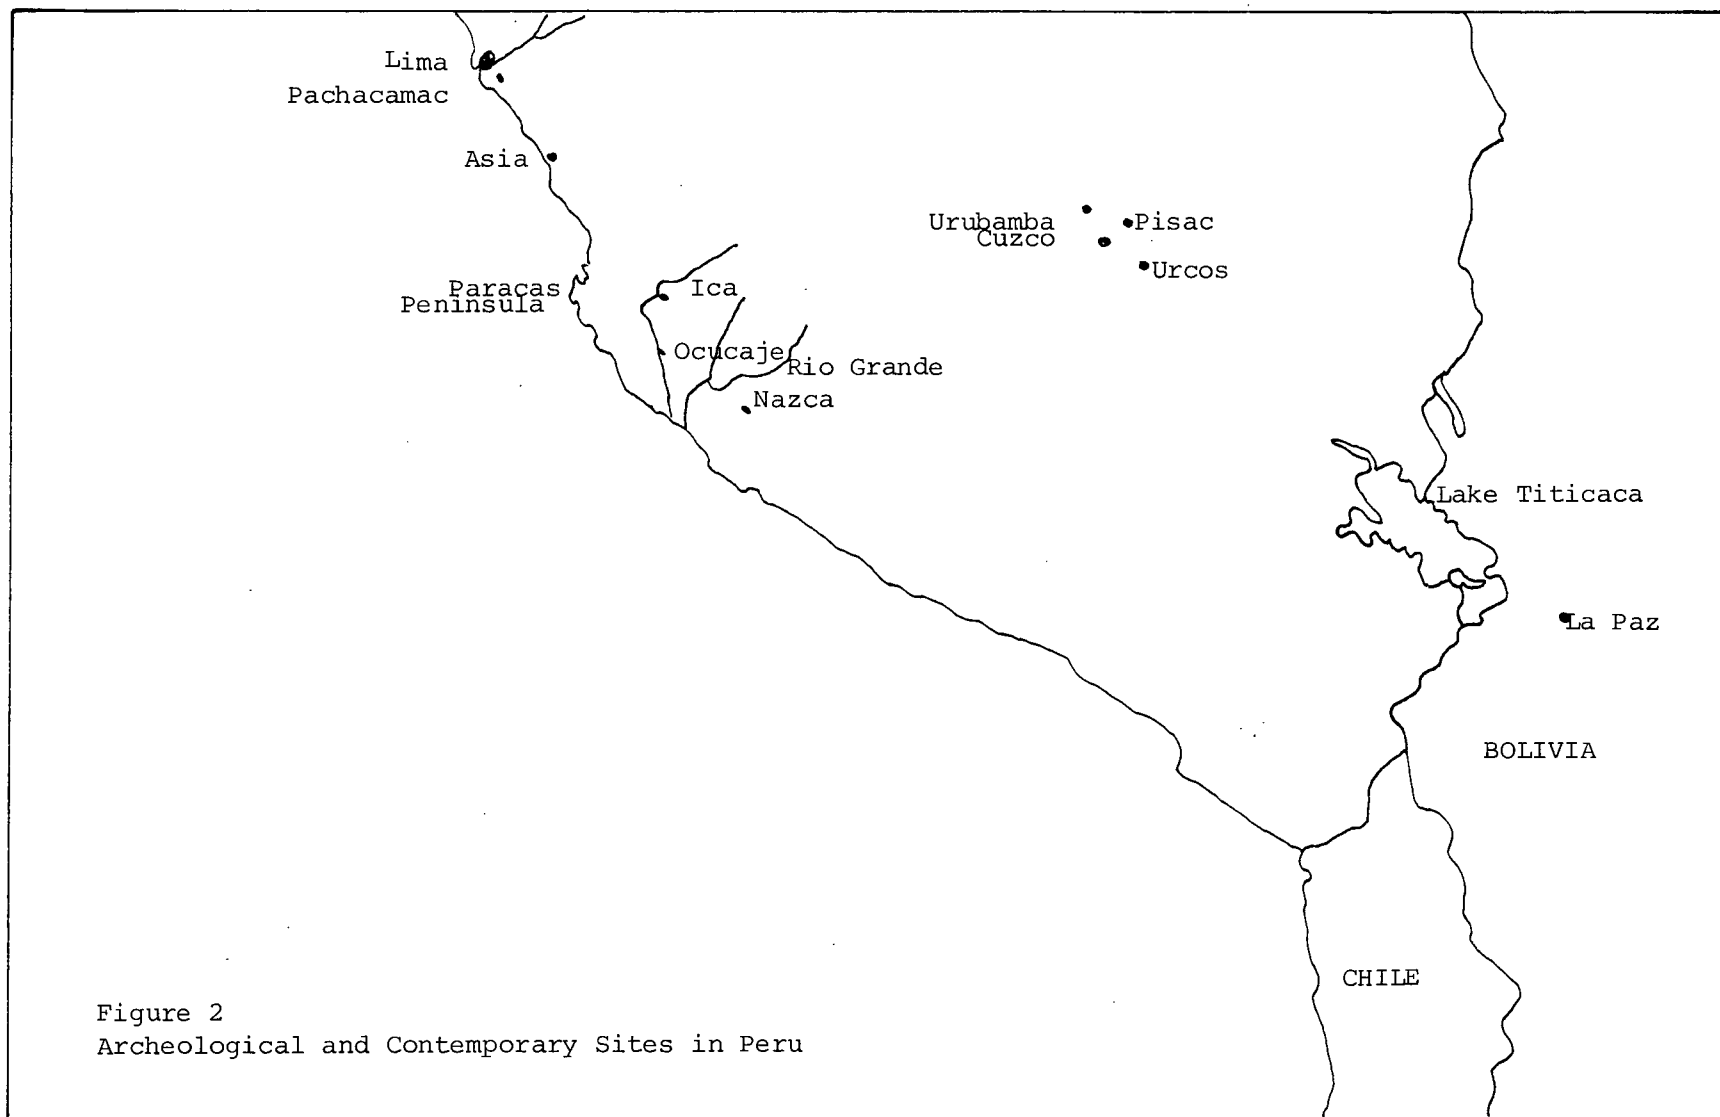 Lima
Pachacamac
Asia
Urubamba
Pisac
Cuzco
Urcos
Paracas
Peninsula
Ica
Ocucaje
Rio Grande
Nazca
Lake Titicaca
La Paz
BOLIVIA
CHILE
Figure 2
Archeological and Contemporary Sites in Peru